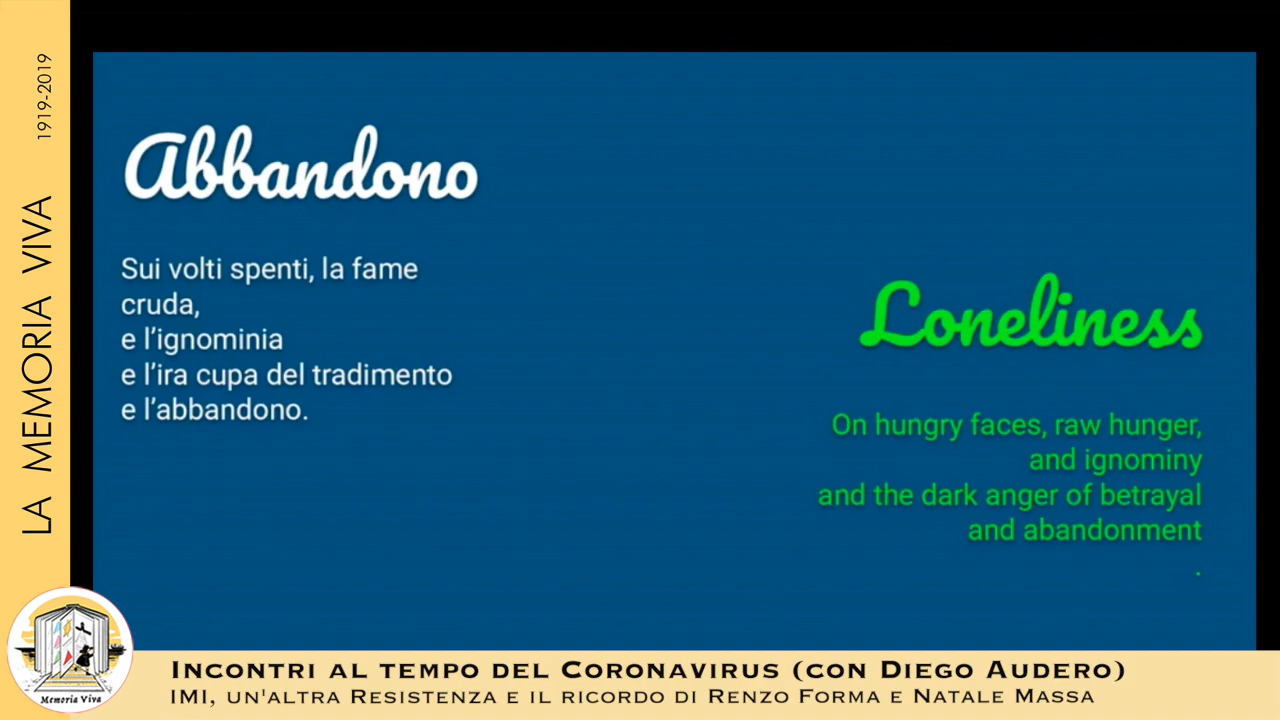 LA MEMORIA VIVA 1919-2019
Abbandono
Sui volti spenti, la fame
cruda,
e l'ignominia
e l'ira cupa del tradimento
e l'abbandono.
Loneliness
On hungry faces, raw hunger,
and ignominy
and the dark anger of betrayal
and abandonment
.
Memoria Viva
Incontri al tempo del Coronavirus (con Diego Audero)
IMI, un'altra Resistenza e il ricordo di Renzo Forma e Natale Massa